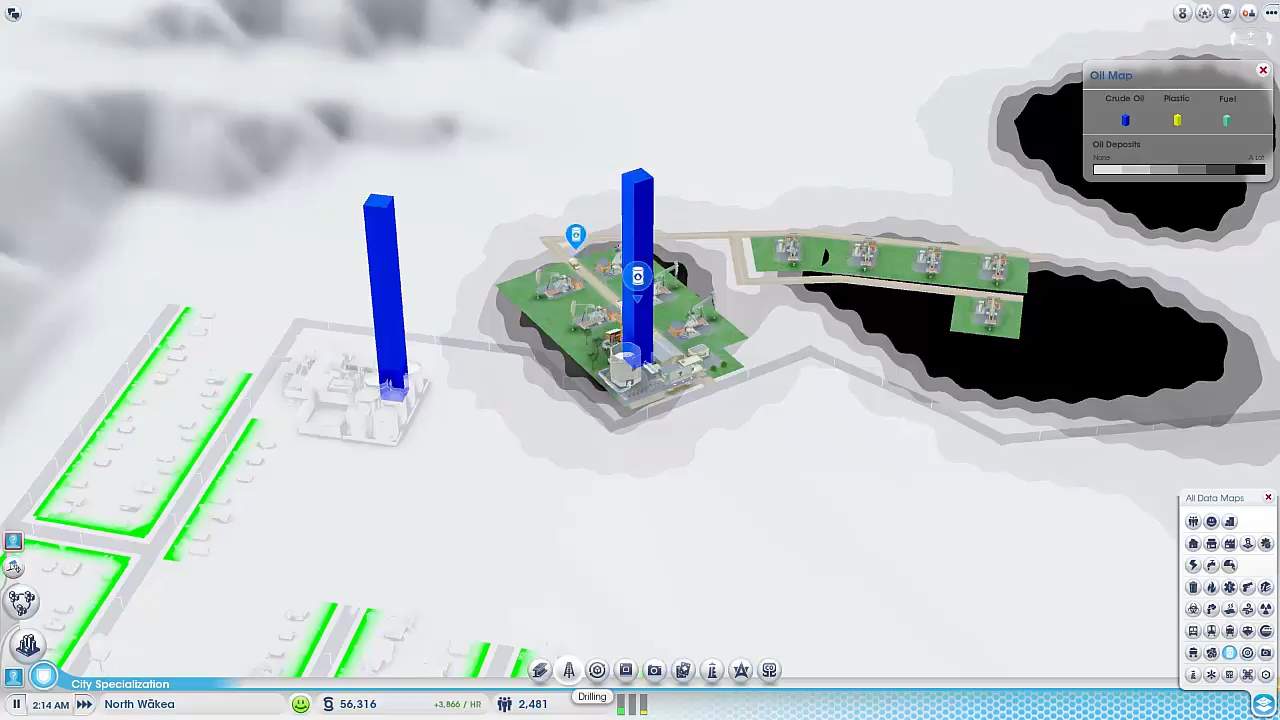 Oil Map
Crude Oil Plastic Fuel
Oil Deposits
None A Lot
All Data Maps
City Specialization
Drilling
2:14 AM North Wākea 56,316 +3,866 / HR 2,481